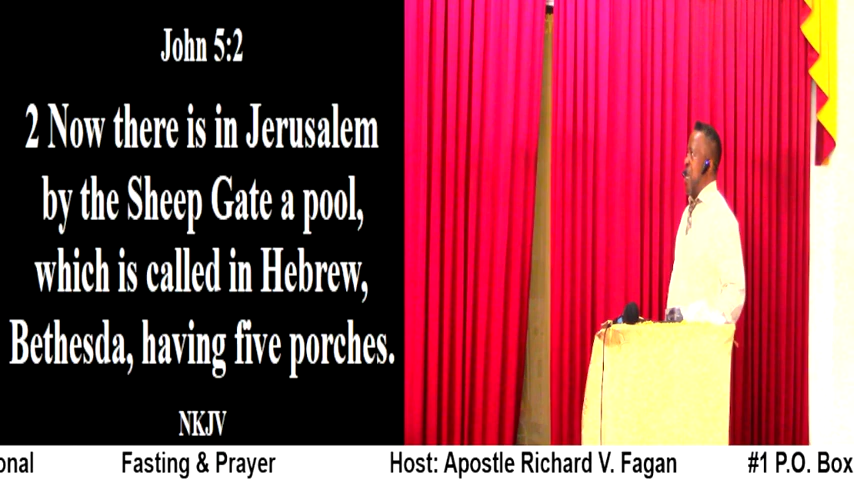 John 5:2
2 Now there is in Jerusalem
by the Sheep Gate a pool,
which is called in Hebrew,
Bethesda, having five porches.
NKJV
onal Fasting & Prayer Host: Apostle Richard V. Fagan #1 P.O. Box